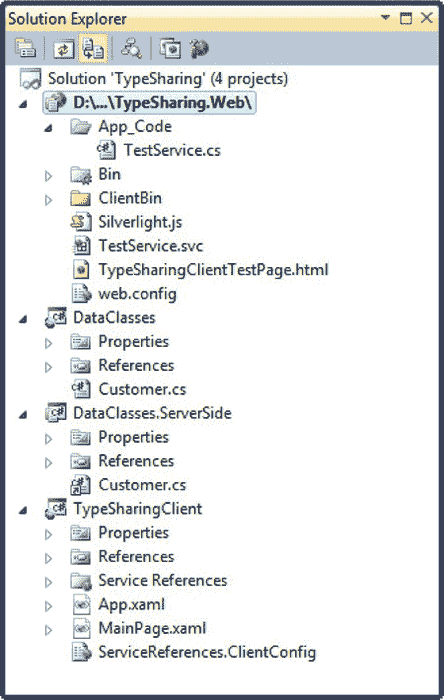 Solution Explorer
Solution 'TypeSharing' (4 projects)
D:\...\TypeSharing.Web\
App_Code
TestService.cs
Bin
ClientBin
Silverlight.js
TestService.svc
TypeSharingClientTestPage.html
web.config
DataClasses
Properties
References
Customer.cs
DataClasses.ServerSide
Properties
References
Customer.cs
TypeSharingClient
Properties
References
Service References
App.xaml
MainPage.xaml
ServiceReferences.ClientConfig